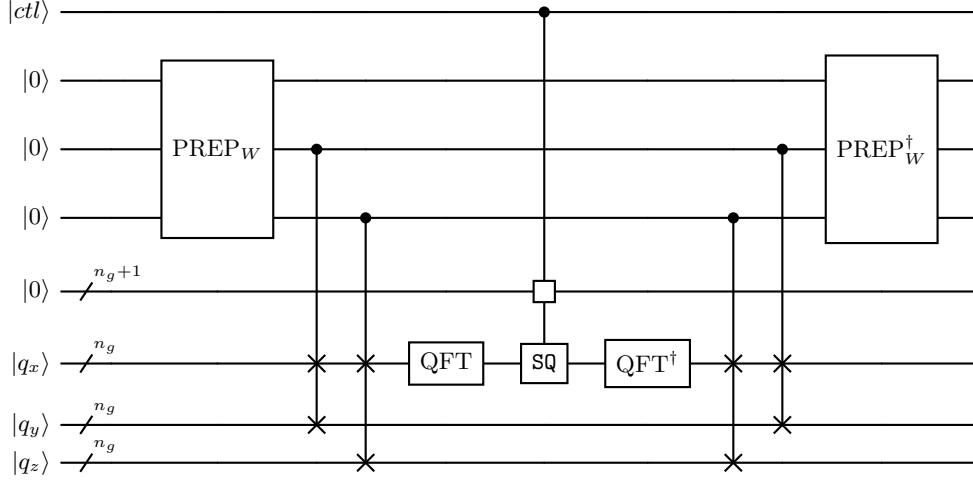 |ctl⟩
|0⟩
|0⟩ PREP_W PREP_W^†
|0⟩
|0⟩ n_g+1
|q_x⟩ n_g QFT SQ QFT^†
|q_y⟩ n_g
|q_z⟩ n_g